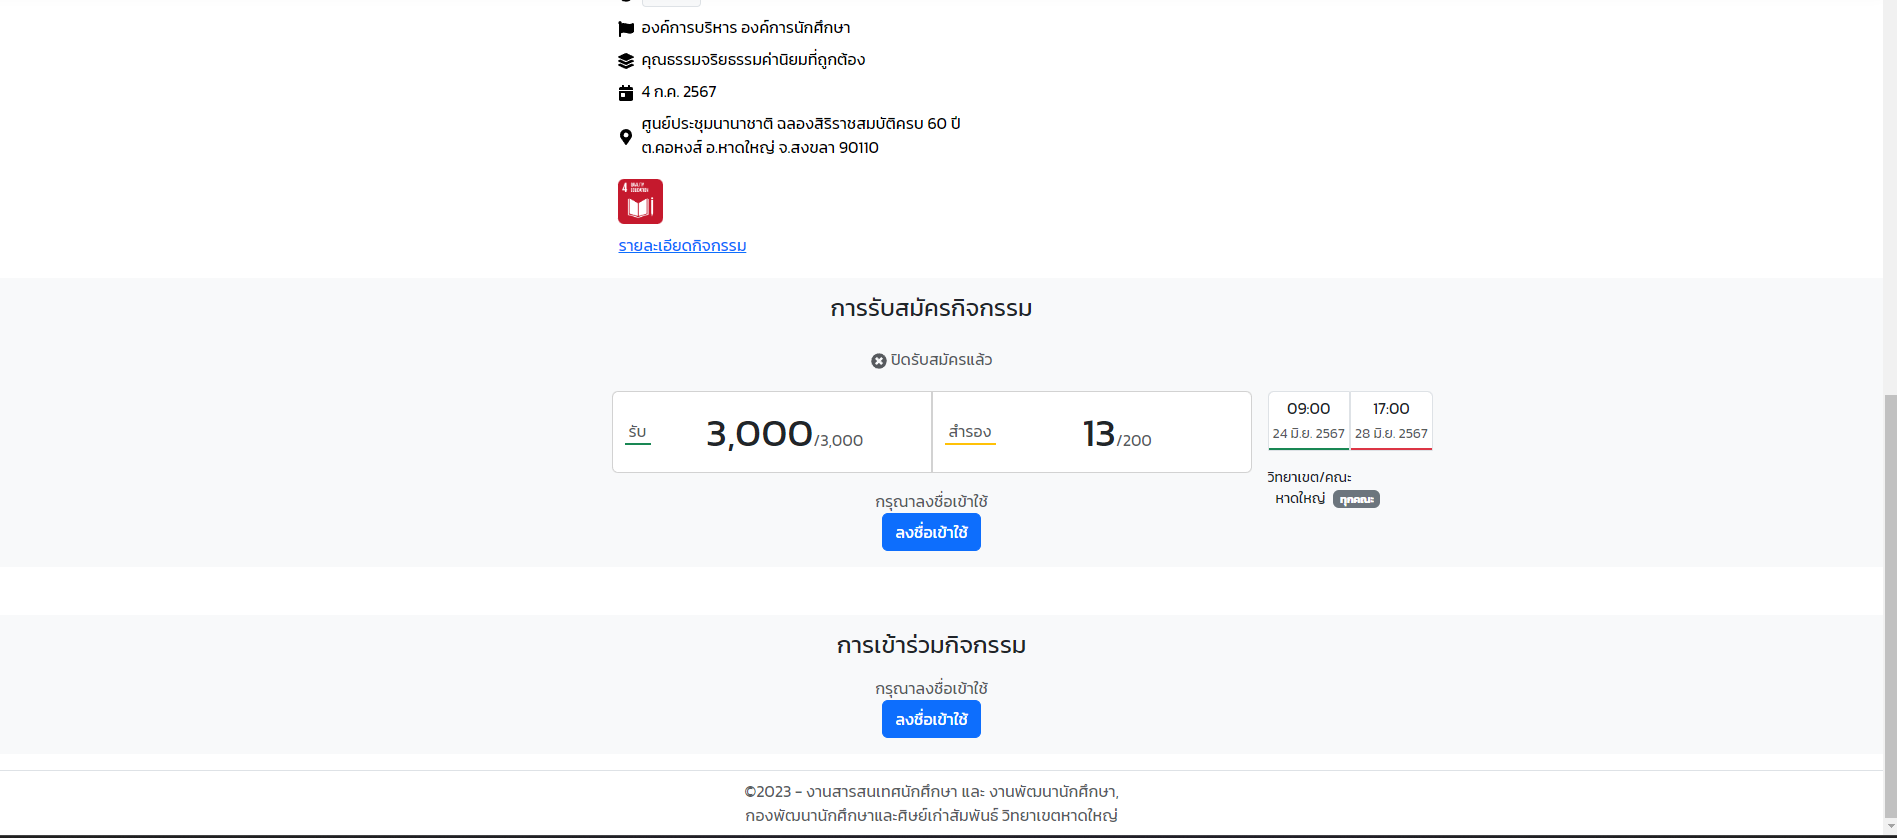 องค์การบริหาร องค์การนักศึกษา
คุณธรรมจริยธรรมค่านิยมที่ถูกต้อง
4 ก.ค. 2567
ศูนย์ประชุมนานาชาติ ฉลองสิริราชสมบัติครบ 60 ปี
ต.คอหงส์ อ.หาดใหญ่ จ.สงขลา 90110
4 QUALITY
EDUCATION
รายละเอียดกิจกรรม
การรับสมัครกิจกรรม
ปิดรับสมัครแล้ว
รับ 3,000/3,000 สำรอง 13/200
09:00 17:00
24 มิ.ย. 2567 28 มิ.ย. 2567
วิทยาเขต/คณะ
หาดใหญ่ ทุกคณะ
กรุณาลงชื่อเข้าใช้
ลงชื่อเข้าใช้
การเข้าร่วมกิจกรรม
กรุณาลงชื่อเข้าใช้
ลงชื่อเข้าใช้
©2023 - งานสารสนเทศนักศึกษา และ งานพัฒนานักศึกษา,
กองพัฒนานักศึกษาและศิษย์เก่าสัมพันธ์ วิทยาเขตหาดใหญ่